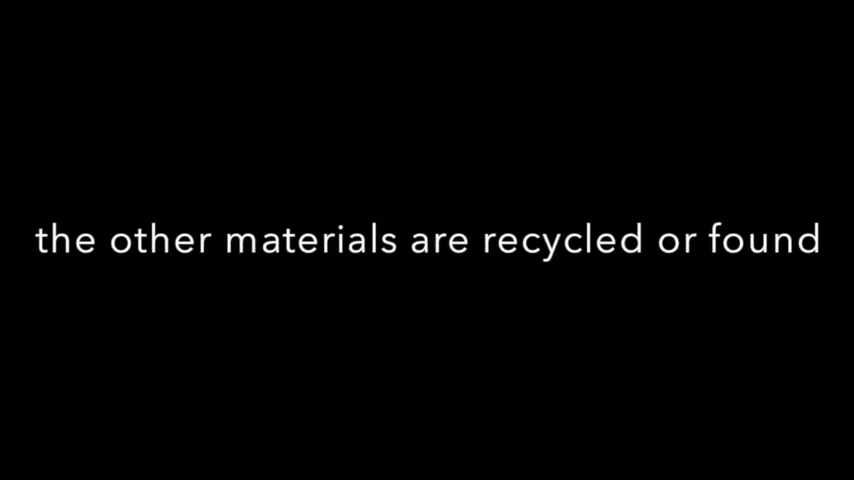 the other materials are recycled or found